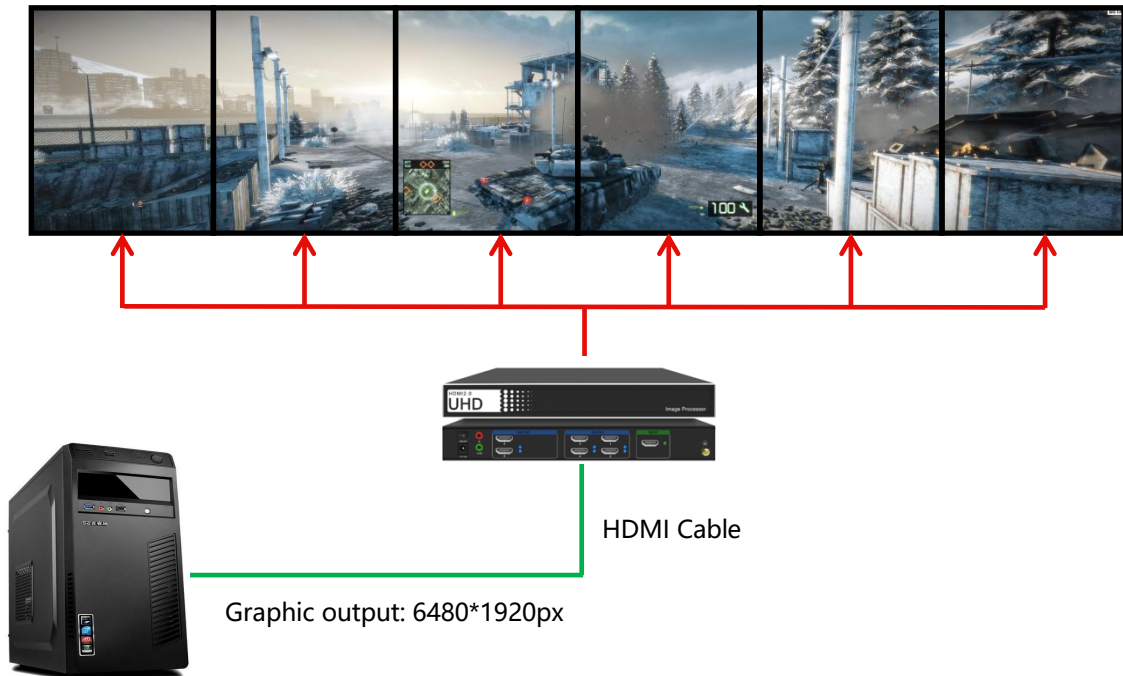 100
HDMI2.0
UHD
Image Processor
HDMI Cable
Graphic output: 6480*1920px